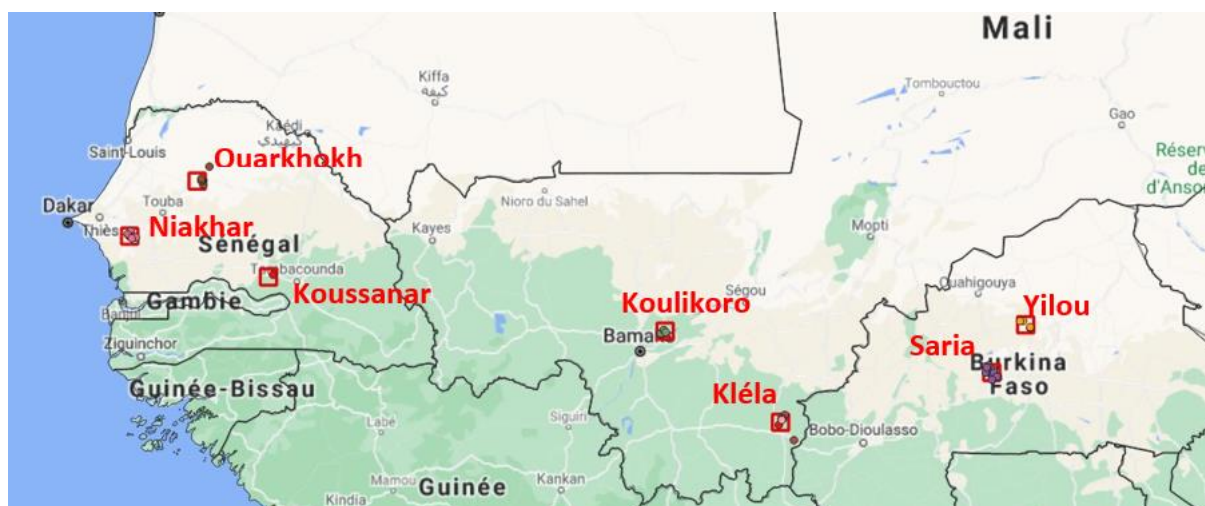 Mali
Kiffa
كيفه
Tombouctou
Gao
Kaédi
كيهيدي
Saint-Louis
Ouarkhokh
Réserv
de
d'Anson
Dakar
Touba
Thiès
Niakhar
Sénégal
Nioro du Sahel
Kayes
Mopti
Tambacounda
Koussanar
Gambie
Banjul
Ségou
Ouahigouya
Koulikoro
Yilou
Bamako
Saria
Ziguinchor
Burkina
Faso
Guinée-Bissau
Kléla
Labé
Siguiri
Bobo-Dioulasso
Mamou
Guinée
Kankan
Kindia